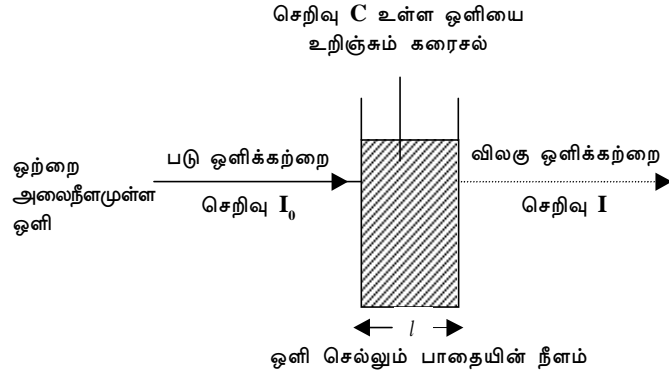 செறிவு C உள்ள ஒளியை
உறிஞ்சும் கரைசல்
ஒற்றை
அலைநீளமுள்ள
ஒளி
படு ஒளிக்கற்றை
செறிவு I₀
விலகு ஒளிக்கற்றை
செறிவு I
l
ஒளி செல்லும் பாதையின் நீளம்